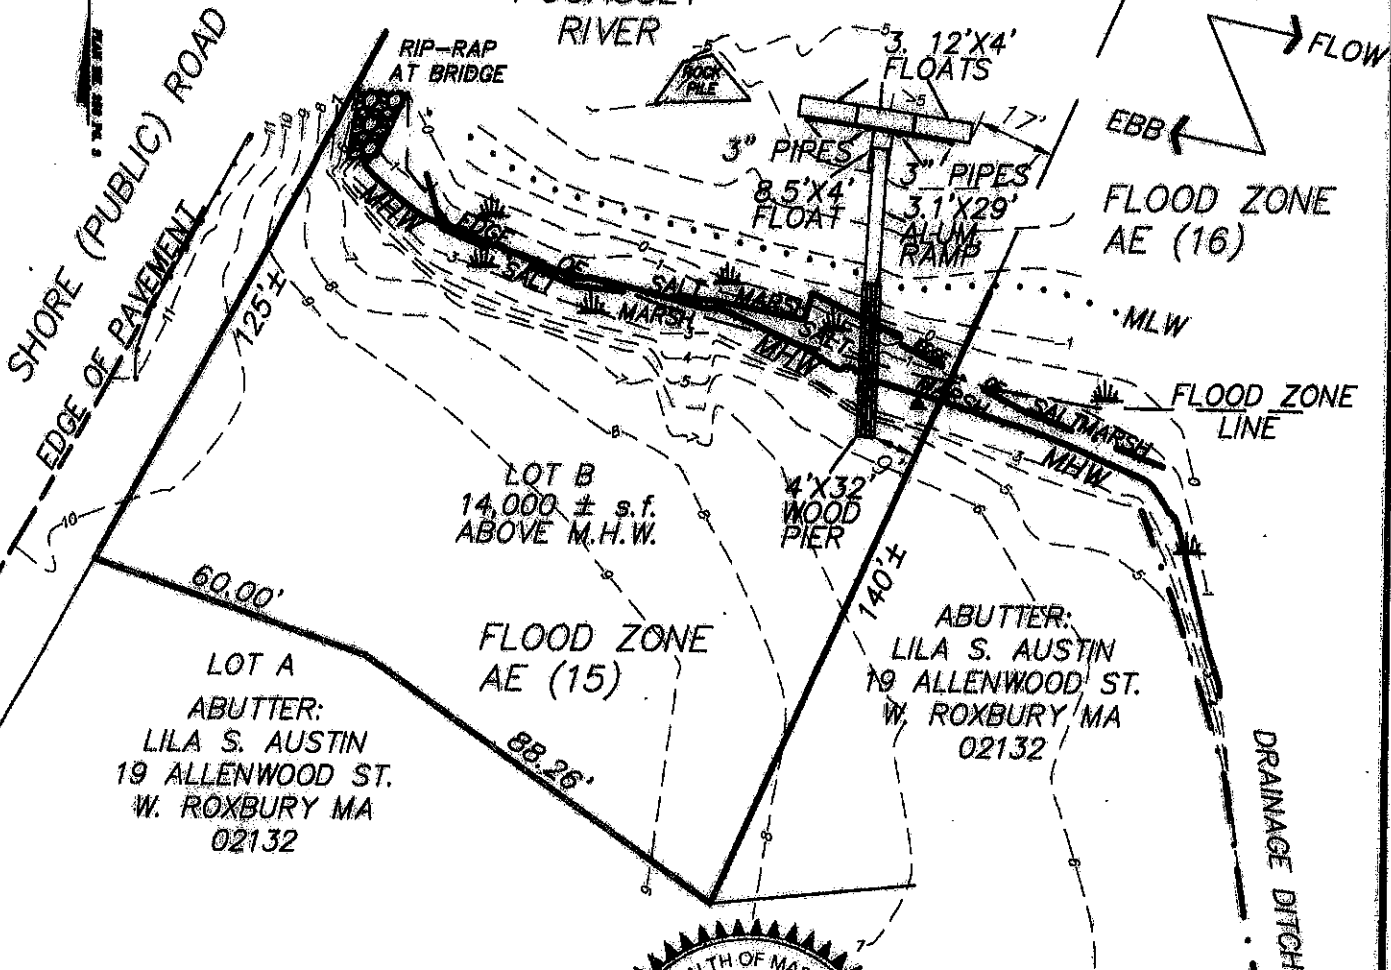 RIVER
RIP-RAP
AT BRIDGE
ROCK
PILE
3. 12'X4'
FLOATS
FLOW
EBB
3" PIPES
3" PIPES
17'
8.5'X4'
FLOAT
3.1'X29'
ALUM
RAMP
FLOOD ZONE
AE (16)
SHORE (PUBLIC) ROAD
EDGE OF PAVEMENT
125'±
MHW
EDGE OF SALT MARSH
SALT
MARSH
MHW
SALT
MARSH
EDGE OF SALTMARSH
MHW
MLW
FLOOD ZONE
LINE
LOT B
14,000 ± s.f.
ABOVE M.H.W.
4'X32'
WOOD
PIER
140'±
60.00'
88.26'
FLOOD ZONE
AE (15)
LOT A
ABUTTER:
LILA S. AUSTIN
19 ALLENWOOD ST.
W. ROXBURY MA
02132
ABUTTER:
LILA S. AUSTIN
19 ALLENWOOD ST.
W. ROXBURY MA
02132
DRAINAGE DITCH